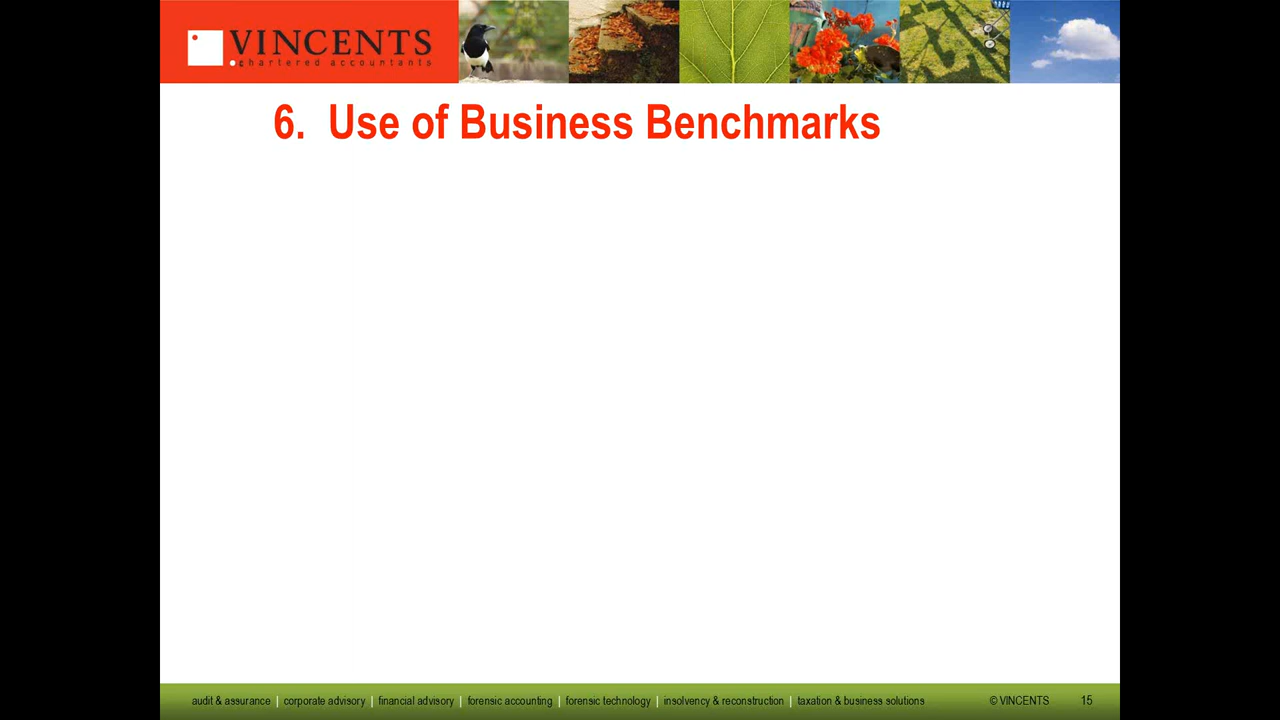 VINCENTS
chartered accountants
6. Use of Business Benchmarks
audit & assurance | corporate advisory | financial advisory | forensic accounting | forensic technology | insolvency & reconstruction | taxation & business solutions © VINCENTS 15